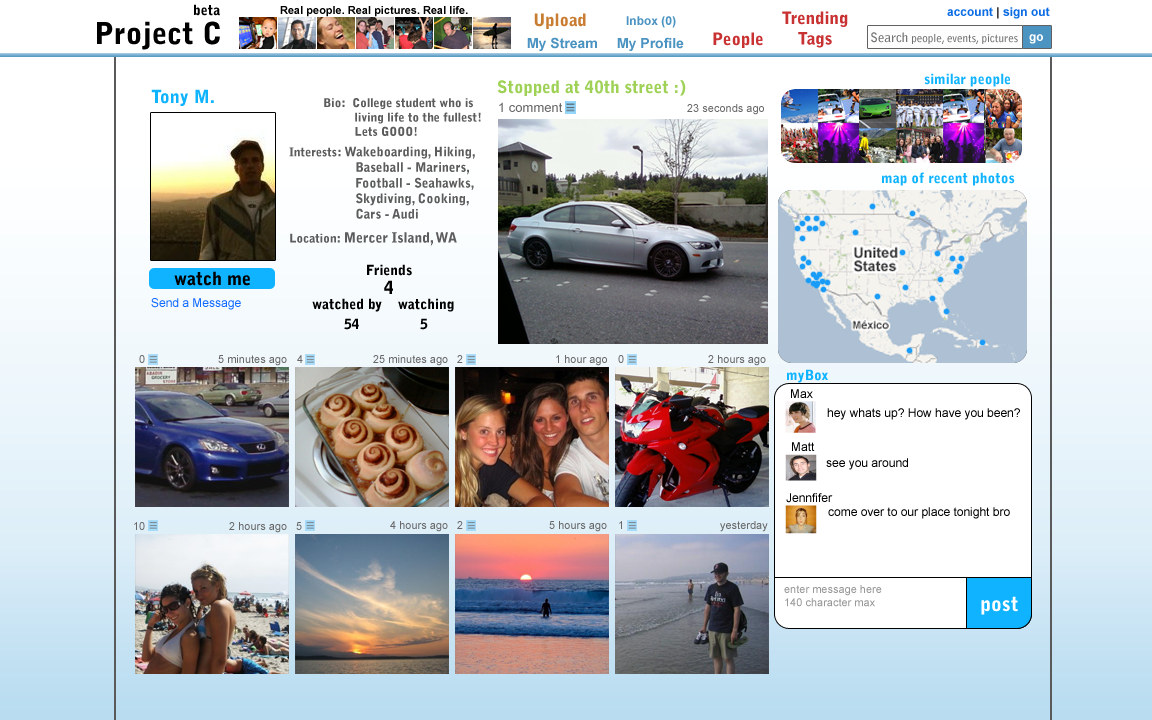 beta
Project C
Real people. Real pictures. Real life.
Upload
Inbox (0)
My Stream
My Profile
People
Trending
Tags
account | sign out
Search people, events, pictures
go
Tony M.
watch me
Send a Message
Bio: College student who is
living life to the fullest!
Lets GOOO!
Interests: Wakeboarding, Hiking,
Baseball - Mariners,
Football - Seahawks,
Skydiving, Cooking,
Cars - Audi
Location: Mercer Island, WA
Friends
4
watched by
watching
54
5
Stopped at 40th street :)
1 comment
23 seconds ago
0
5 minutes ago
4
25 minutes ago
2
1 hour ago
0
2 hours ago
10
2 hours ago
5
4 hours ago
2
5 hours ago
1
yesterday
similar people
map of recent photos
United
States
México
myBox
Max
hey whats up? How have you been?
Matt
see you around
Jennfifer
come over to our place tonight bro
enter message here
140 character max
post